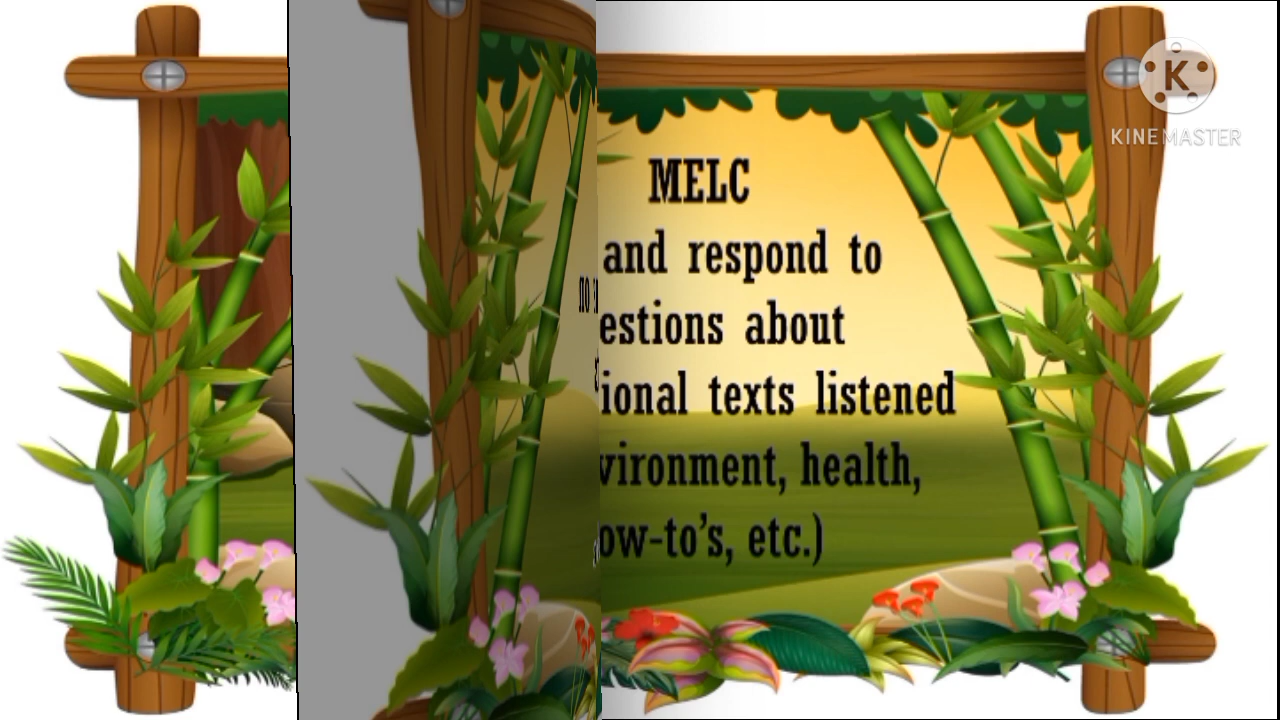 MELC
and respond to
estions about
ional texts listened
vironment, health,
ow-to's, etc.)
K
KINEMASTER